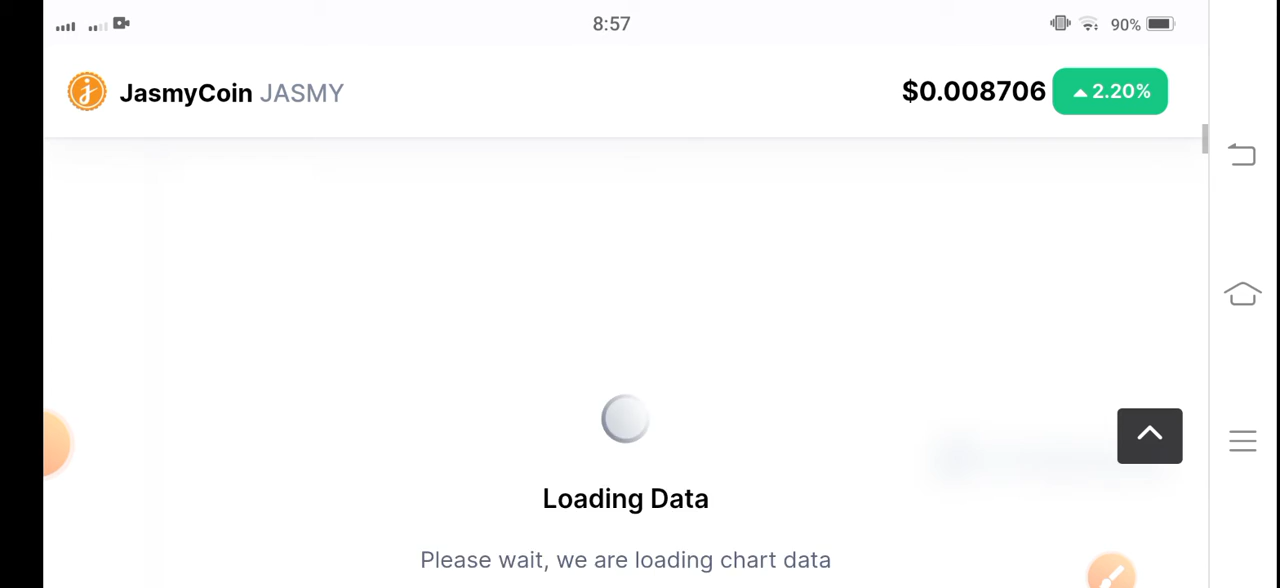 8:57
90%
JasmyCoin JASMY
$0.008706 2.20%
Loading Data
Please wait, we are loading chart data